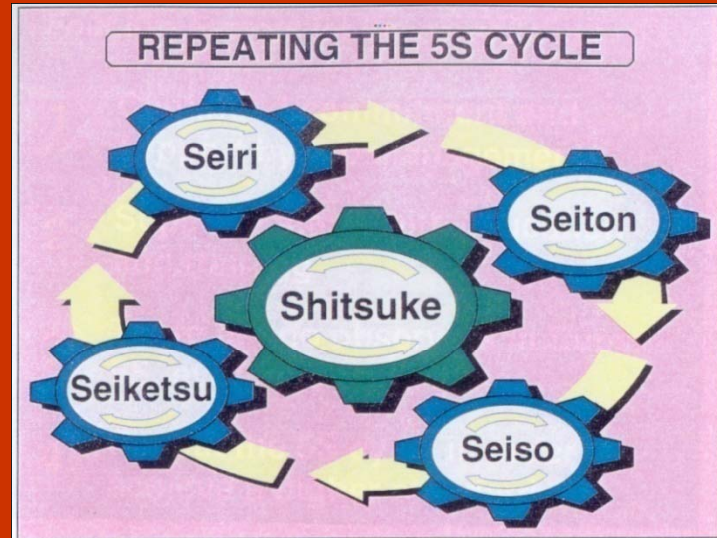 REPEATING THE 5S CYCLE
Seiri
Seiton
Shitsuke
Seiketsu
Seiso